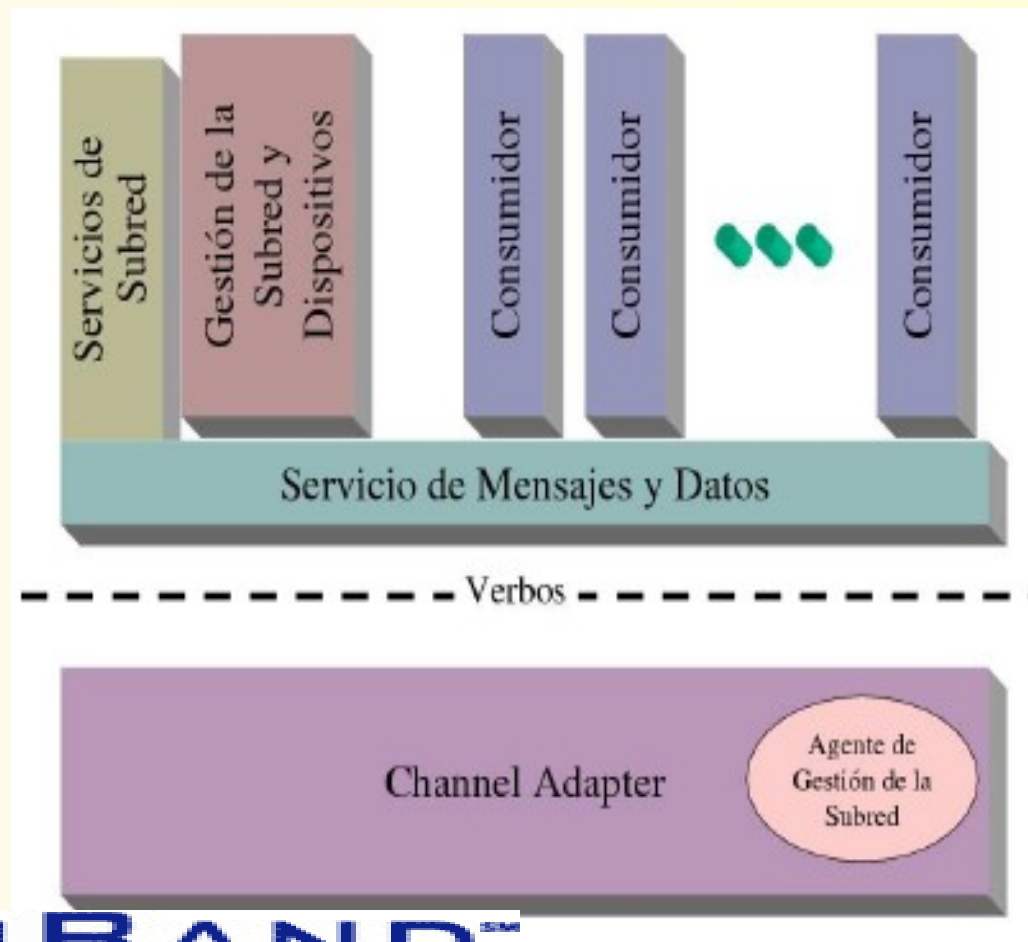 Servicios de
Subred
Gestión de la
Subred y
Dispositivos
Consumidor
Consumidor
Consumidor
Servicio de Mensajes y Datos
Verbos
Channel Adapter
Agente de
Gestión de la
Subred